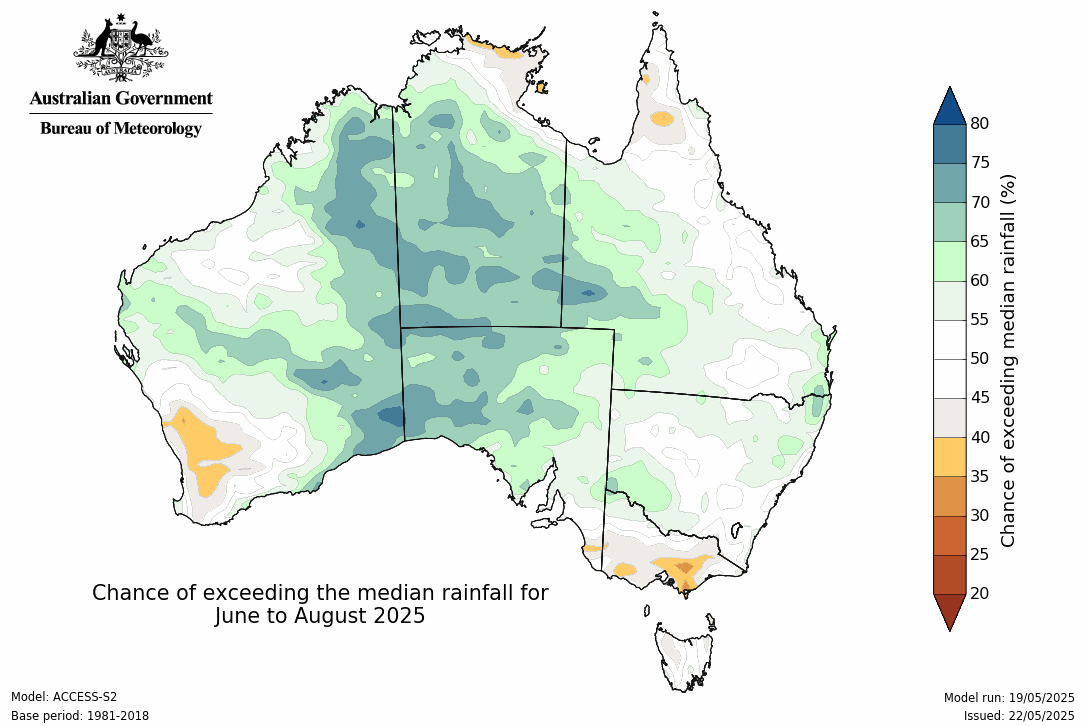 Australian Government
Bureau of Meteorology
80
75
70
65
60
55
50
45
40
35
30
25
20
Chance of exceeding median rainfall (%)
Chance of exceeding the median rainfall for
June to August 2025
Model: ACCESS-S2
Base period: 1981-2018
Model run: 19/05/2025
Issued: 22/05/2025